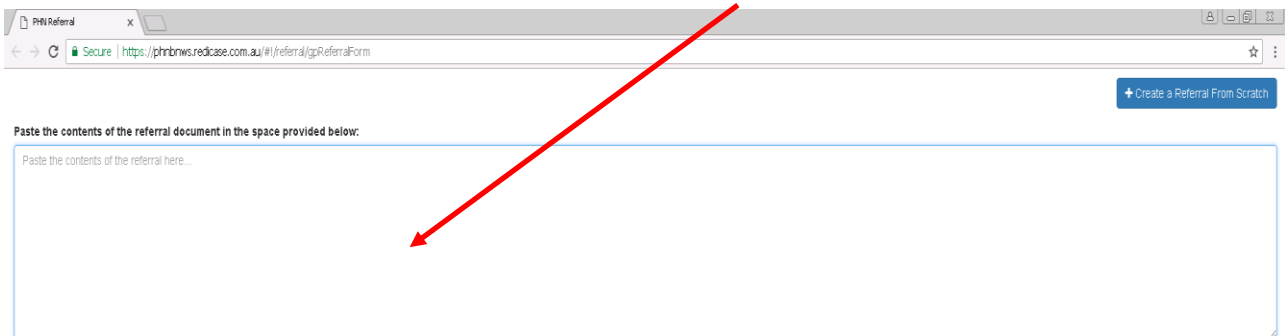 PHN Referral
Secure | https://phnbnws.redicase.com.au/#!/referral/gpReferralForm
+ Create a Referral From Scratch
Paste the contents of the referral document in the space provided below:
Paste the contents of the referral here...